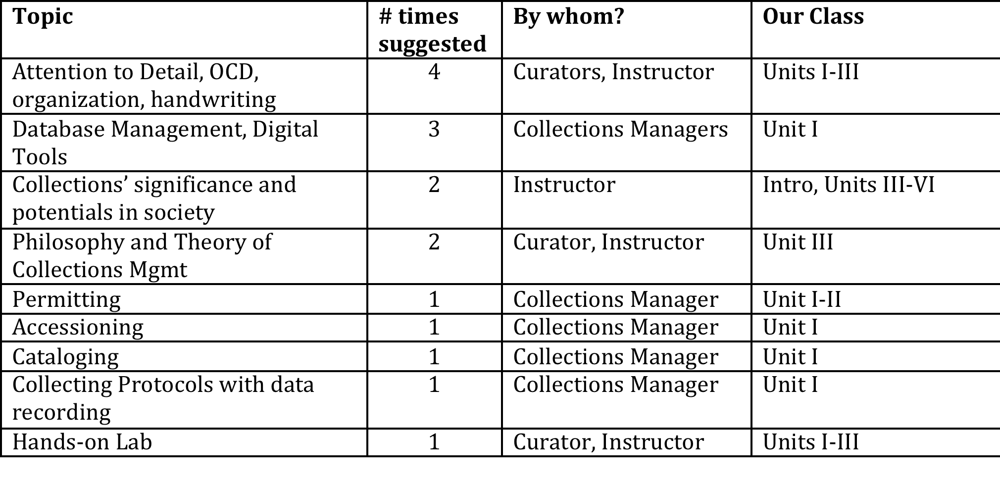 Topic # times suggested By whom? Our Class
Attention to Detail, OCD, organization, handwriting 4 Curators, Instructor Units I-III
Database Management, Digital Tools 3 Collections Managers Unit I
Collections’ significance and potentials in society 2 Instructor Intro, Units III-VI
Philosophy and Theory of Collections Mgmt 2 Curator, Instructor Unit III
Permitting 1 Collections Manager Unit I-II
Accessioning 1 Collections Manager Unit I
Cataloging 1 Collections Manager Unit I
Collecting Protocols with data recording 1 Collections Manager Unit I
Hands-on Lab 1 Curator, Instructor Units I-III